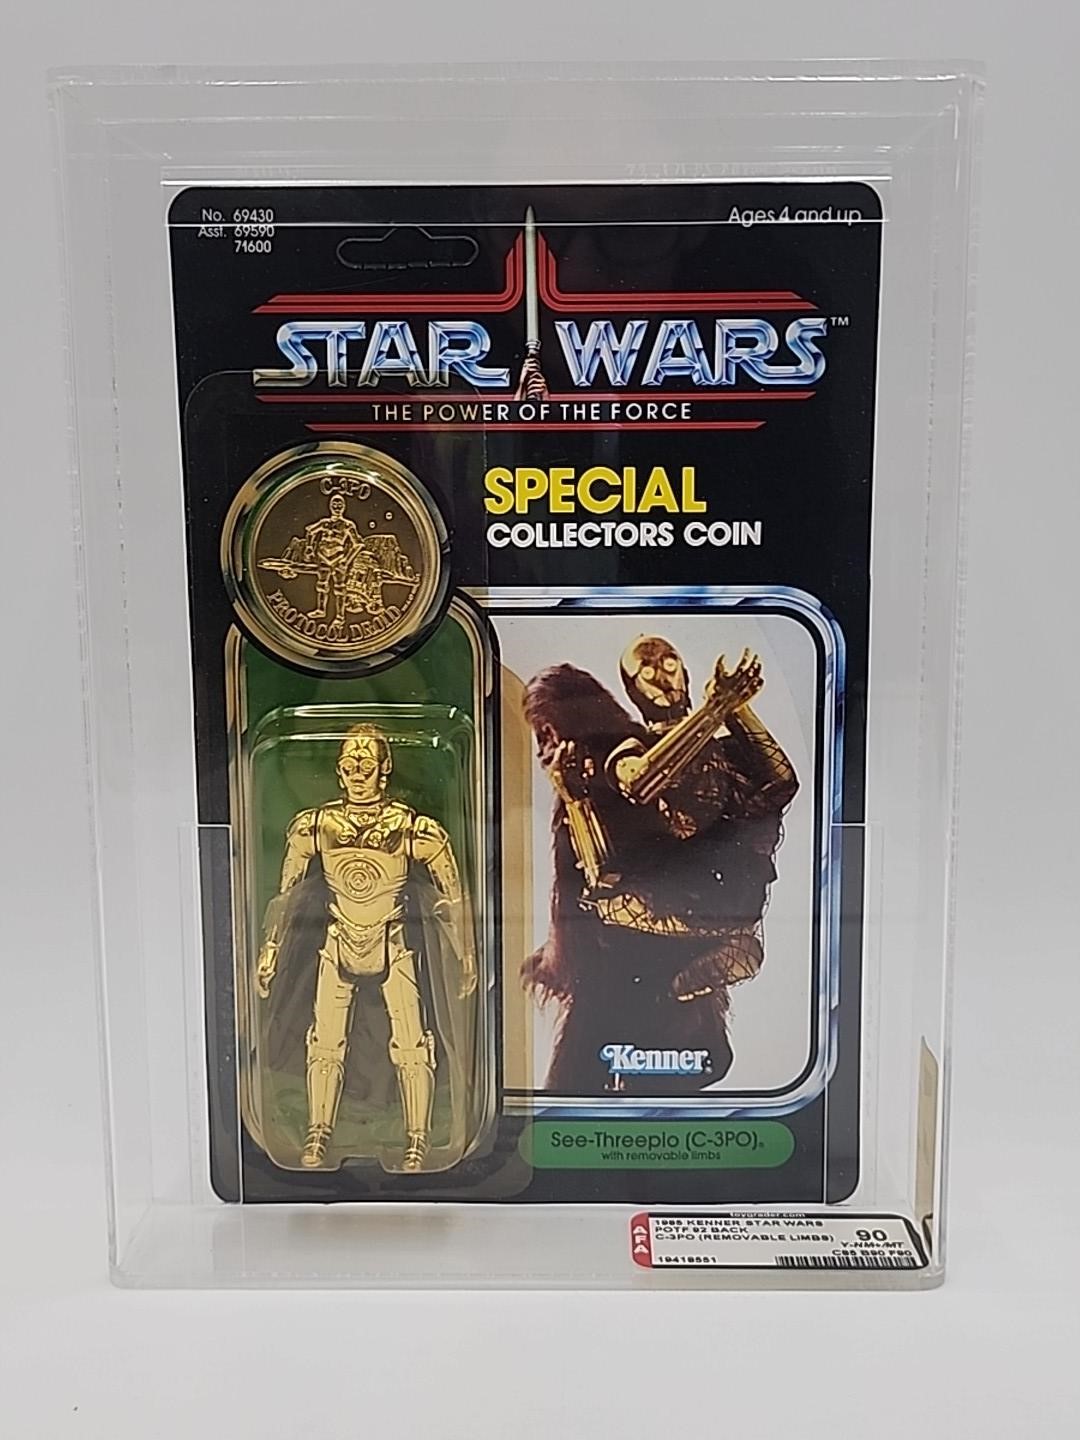 No. 69430
Asst. 69590
71600
Ages 4 and up
STAR WARS™
THE POWER OF THE FORCE
SPECIAL
COLLECTORS COIN
C-3PO
PROTOCOL DROID
Kenner
See-Threepio (C-3PO)®
with removable limbs
toygrader.com
AFA
1985 KENNER STAR WARS
POTF 92 BACK
C-3PO (REMOVABLE LIMBS)
19419551
90
Y-NM+/MT
C85 B90 F90